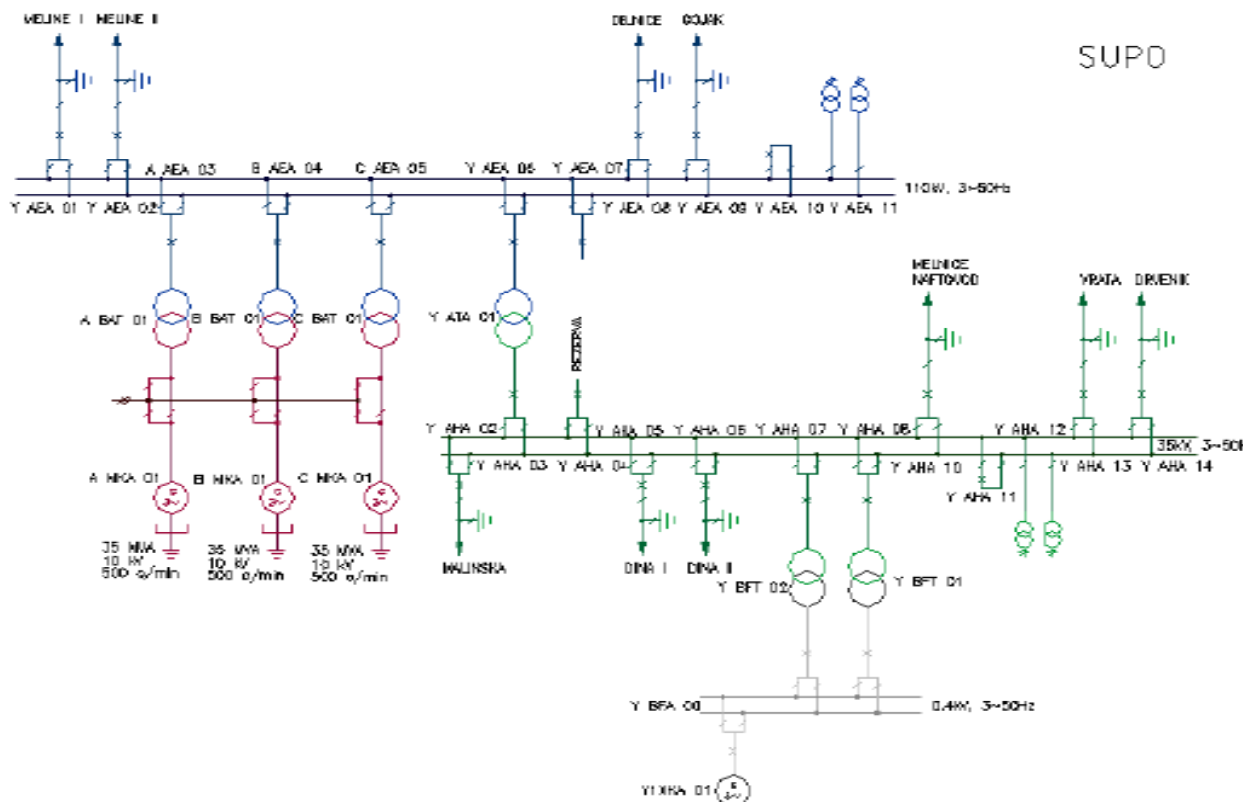 MELINE I MELINE II
DELNICE GOJAK
SUPO
A AEA 03 B AEA 04 C AEA 05 Y AEA 06 Y AEA 07
110kV, 3~50Hz
Y AEA 01 Y AEA 02 Y AEA 08 Y AEA 09 Y AEA 10 Y AEA 11
MELNICE
NAFTOVOD
VRATA DRVENIK
A BAT 01 B BAT 01 C BAT 01 Y ATA 01
REZERVA
Y AHA 02 Y AHA 05 Y AHA 06 Y AHA 07 Y AHA 08 Y AHA 12
35kV, 3~50H
Y AHA 03 Y AHA 04 Y AHA 10 Y AHA 13 Y AHA 14
A MKA 01 B MKA 01 C MKA 01
Y AHA 11
G G G
35 MVA 35 MVA 35 MVA
10 kV 10 kV 10 kV
500 o/min 500 o/min 500 o/min
MALINSKA DINA I DINA II
Y BFT 02 Y BFT 01
Y BFA 00
0.4kV, 3~50Hz
G